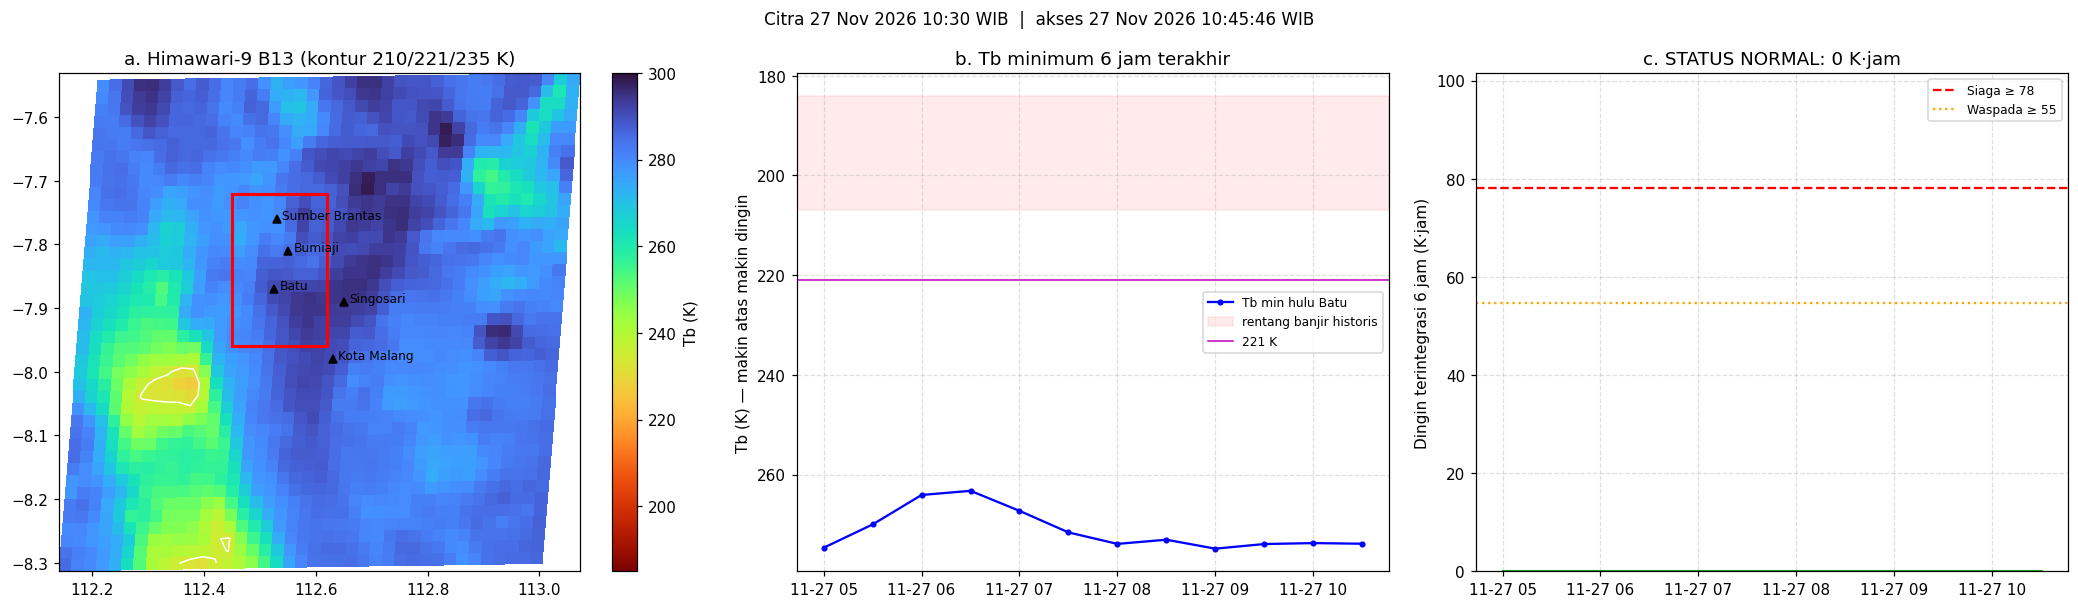 Citra 27 Nov 2026 10:30 WIB | akses 27 Nov 2026 10:45:46 WIB
a. Himawari-9 B13 (kontur 210/221/235 K)
−7.6
−7.7
−7.8
−7.9
−8.0
−8.1
−8.2
−8.3
112.2
112.4
112.6
112.8
113.0
Sumber Brantas
Bumiaji
Batu
Singosari
Kota Malang
300
280
260
240
220
200
Tb (K)
b. Tb minimum 6 jam terakhir
Tb (K) — makin atas makin dingin
180
200
220
240
260
Tb min hulu Batu
rentang banjir historis
221 K
11-27 05
11-27 06
11-27 07
11-27 08
11-27 09
11-27 10
c. STATUS NORMAL: 0 K·jam
Dingin terintegrasi 6 jam (K·jam)
100
80
60
40
20
0
Siaga ≥ 78
Waspada ≥ 55
11-27 05
11-27 06
11-27 07
11-27 08
11-27 09
11-27 10